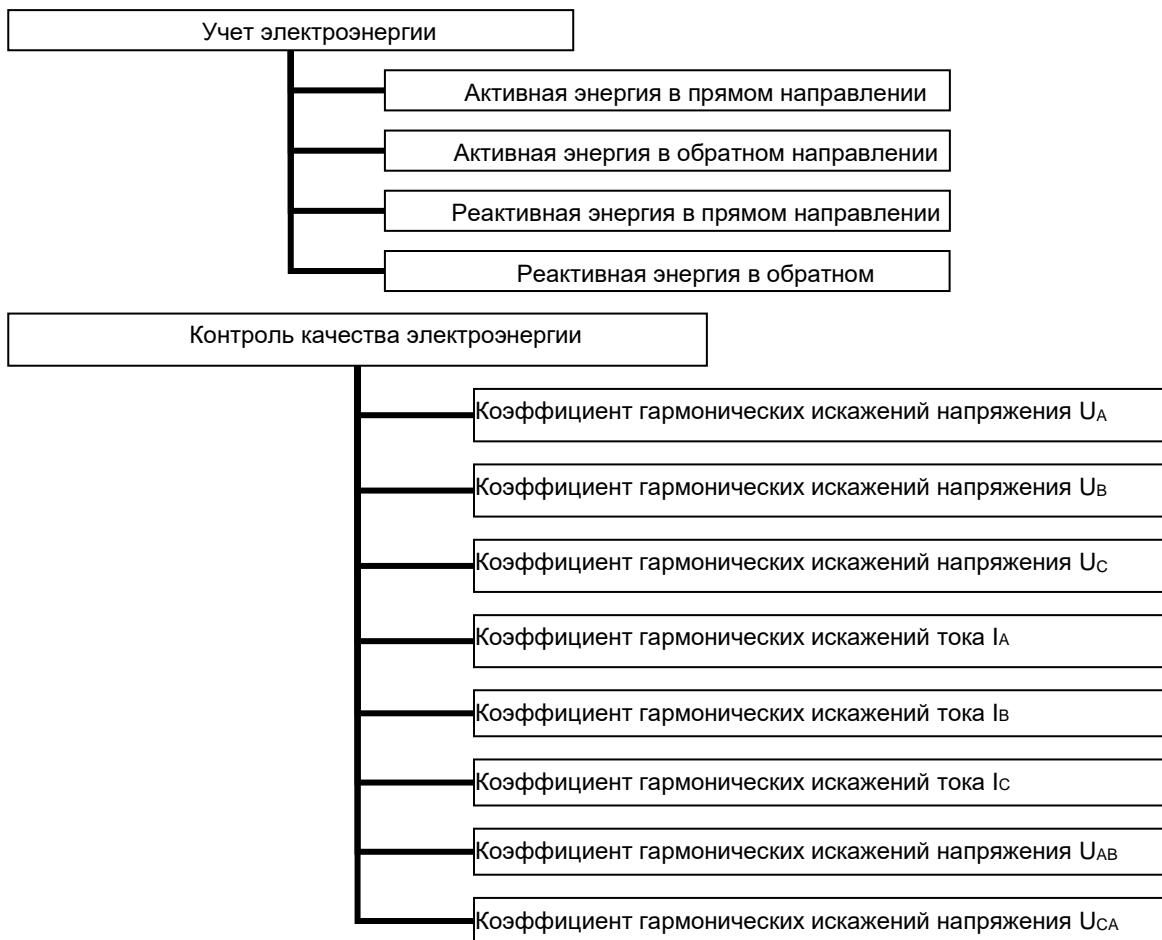 Учет электроэнергии
Активная энергия в прямом направлении
Активная энергия в обратном направлении
Реактивная энергия в прямом направлении
Реактивная энергия в обратном
Контроль качества электроэнергии
Коэффициент гармонических искажений напряжения UA
Коэффициент гармонических искажений напряжения UB
Коэффициент гармонических искажений напряжения UC
Коэффициент гармонических искажений тока IA
Коэффициент гармонических искажений тока IB
Коэффициент гармонических искажений тока IC
Коэффициент гармонических искажений напряжения UAB
Коэффициент гармонических искажений напряжения UCA